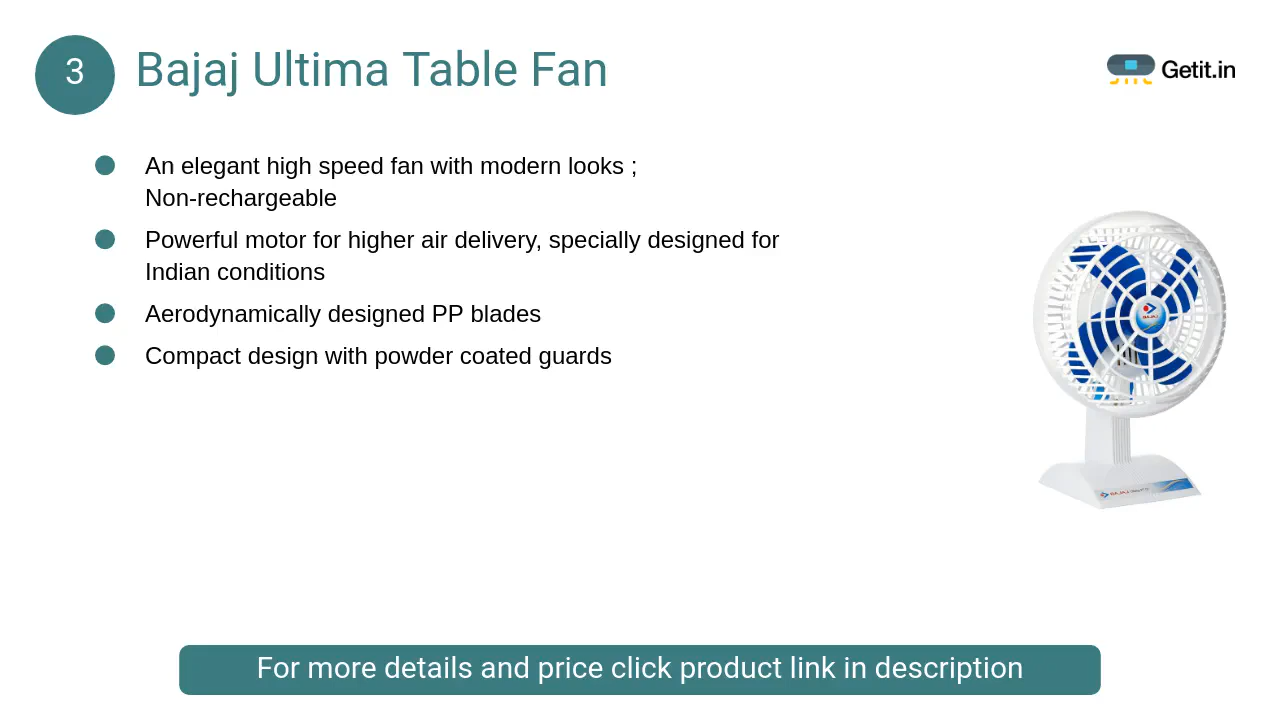 3
Bajaj Ultima Table Fan
Getit.in
An elegant high speed fan with modern looks ;
Non-rechargeable
Powerful motor for higher air delivery, specially designed for
Indian conditions
Aerodynamically designed PP blades
Compact design with powder coated guards
BAJAJ
BAJAJ
For more details and price click product link in description